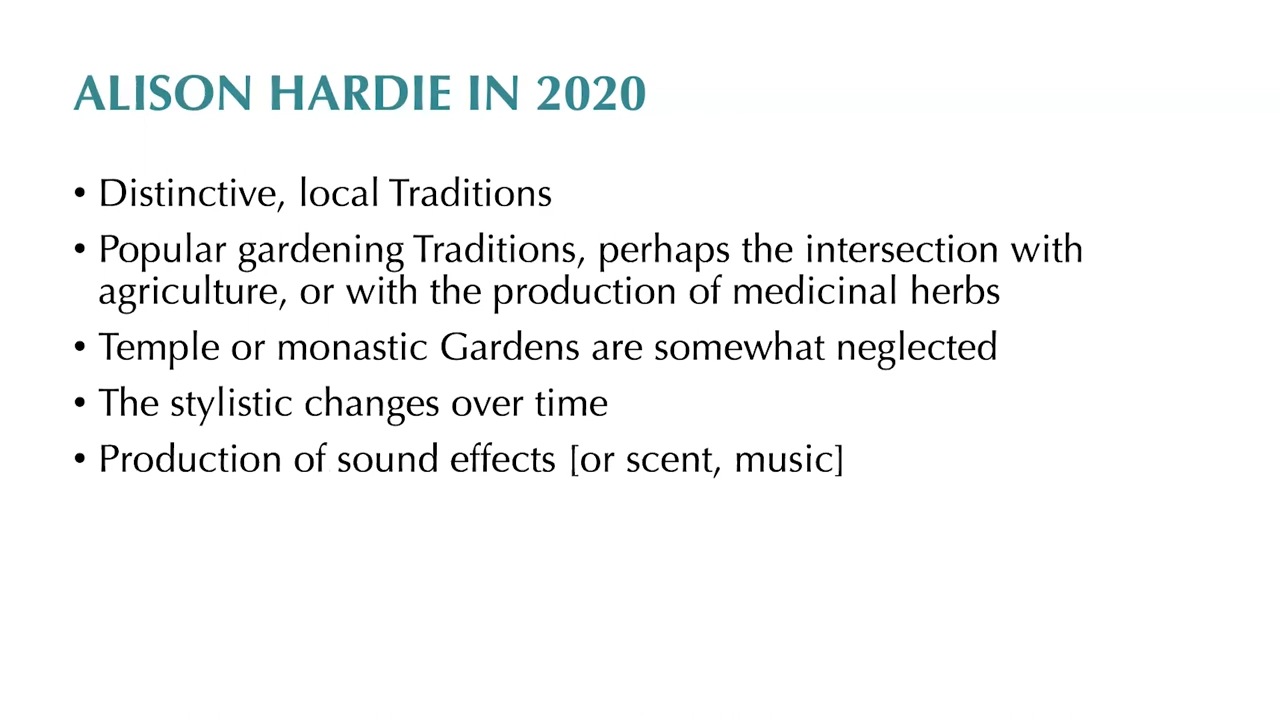 ALISON HARDIE IN 2020
• Distinctive, local Traditions
• Popular gardening Traditions, perhaps the intersection with
agriculture, or with the production of medicinal herbs
• Temple or monastic Gardens are somewhat neglected
• The stylistic changes over time
• Production of sound effects [or scent, music]